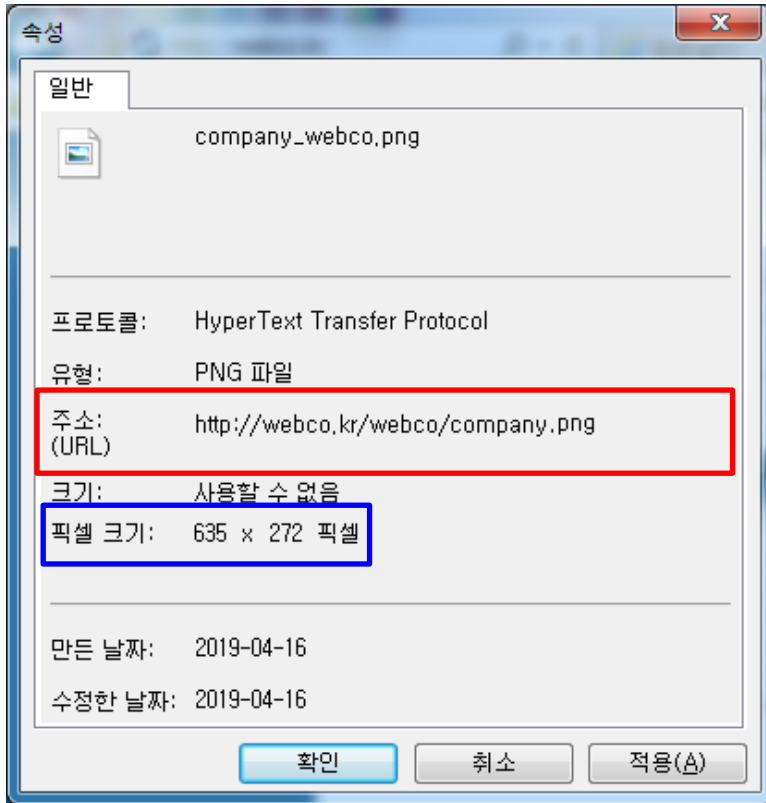 속성
일반
company_webco.png
프로토콜: HyperText Transfer Protocol
유형: PNG 파일
주소: http://webco.kr/webco/company.png
(URL)
크기: 사용할 수 없음
픽셀 크기: 635 x 272 픽셀
만든 날짜: 2019-04-16
수정한 날짜: 2019-04-16
확인 취소 적용(A)